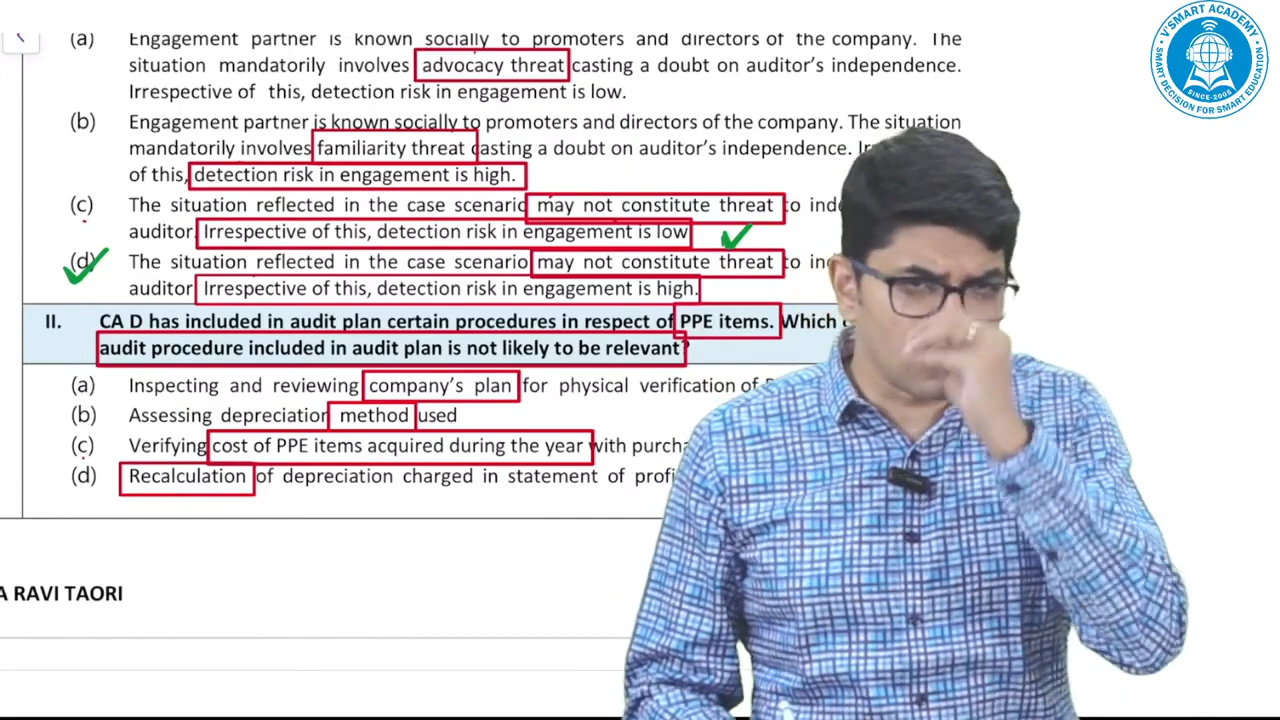 (a) Engagement partner is known socially to promoters and directors of the company. The
situation mandatorily involves advocacy threat casting a doubt on auditor's independence.
Irrespective of this, detection risk in engagement is low.
(b) Engagement partner is known socially to promoters and directors of the company. The situation
mandatorily involves familiarity threat casting a doubt on auditor's independence.
of this, detection risk in engagement is high.
(c) The situation reflected in the case scenario may not constitute threat to
auditor. Irrespective of this, detection risk in engagement is low
(d) The situation reflected in the case scenario may not constitute threat to
auditor Irrespective of this, detection risk in engagement is high.
II. CA D has included in audit plan certain procedures in respect of PPE items. Which
audit procedure included in audit plan is not likely to be relevant?
(a) Inspecting and reviewing company's plan for physical verification of
(b) Assessing depreciation method used
(c) Verifying cost of PPE items acquired during the year with
(d) Recalculation of depreciation charged in statement of
A RAVI TAORI
V'SMART ACADEMY
SMART DECISION FOR SMART EDUCATION
SINCE-2005